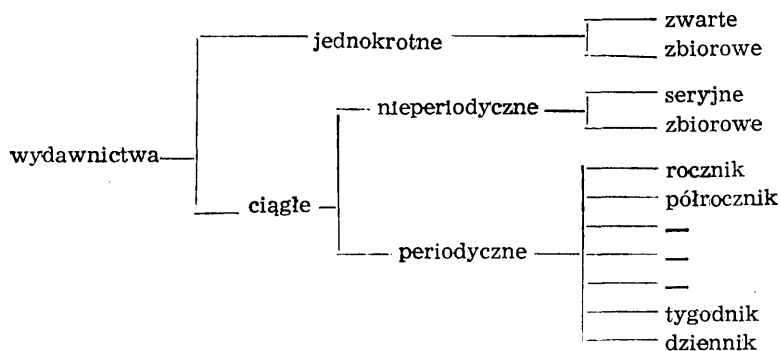 zwarte
jednokrotne
zbiorowe
seryjne
nieperiodyczne
zbiorowe
wydawnictwa
rocznik
półrocznik
ciągłe
—
periodyczne —
—
tygodnik
dziennik